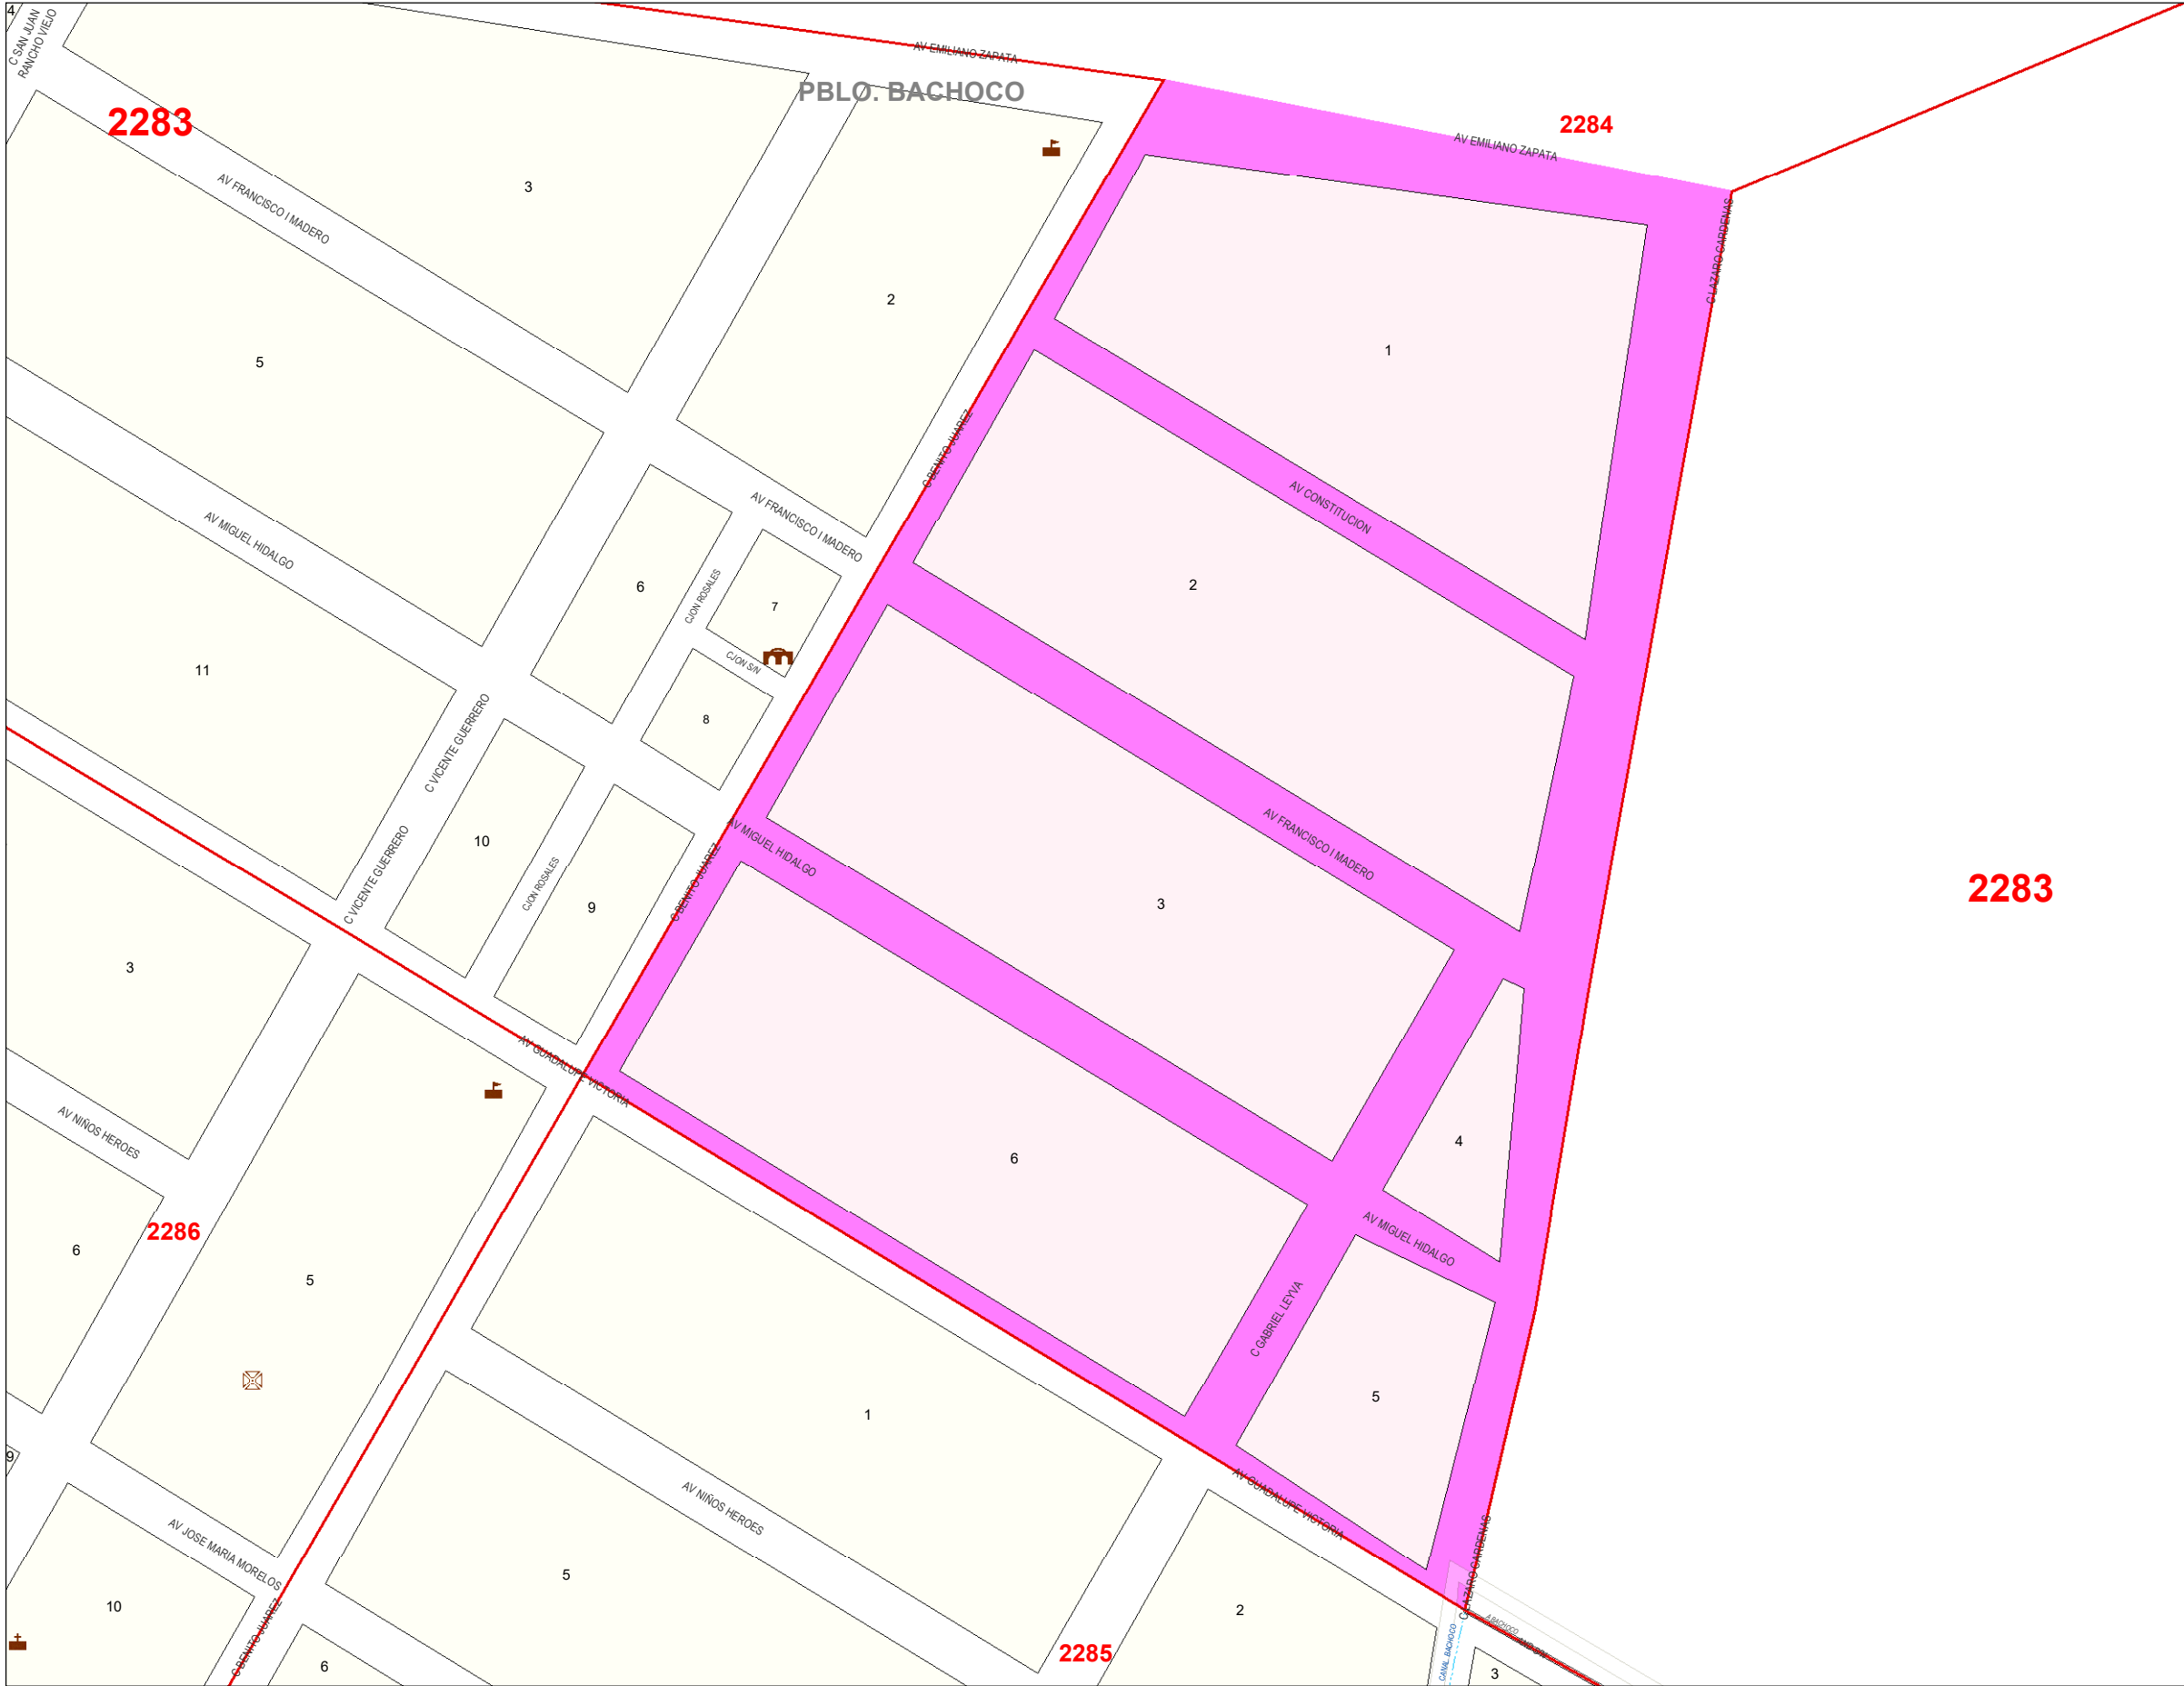 4
C SAN JUAN
RANCHO VIEJO
AV EMILIANO ZAPATA
PBLO. BACHOCO
2283
2284
AV EMILIANO ZAPATA
3
AV FRANCISCO I MADERO
2
C LAZARO CARDENAS
1
5
C BENITO JUAREZ
AV CONSTITUCION
AV FRANCISCO I MADERO
AV MIGUEL HIDALGO
6
CJON ROSALES
7
2
CJON S/N
11
8
C VICENTE GUERRERO
AV MIGUEL HIDALGO
AV FRANCISCO I MADERO
10
C VICENTE GUERRERO
CJON ROSALES
C BENITO JUAREZ
9
3
2283
3
AV GUADALUPE VICTORIA
AV NIÑOS HEROES
4
6
2286
6
AV MIGUEL HIDALGO
5
C GABRIEL LEYVA
1
5
9
AV NIÑOS HEROES
AV GUADALUPE VICTORIA
AV JOSE MARIA MORELOS
5
C LAZARO CARDENAS
10
2
C BENITO JUAREZ
CANAL BACHOCO
2285
6
3